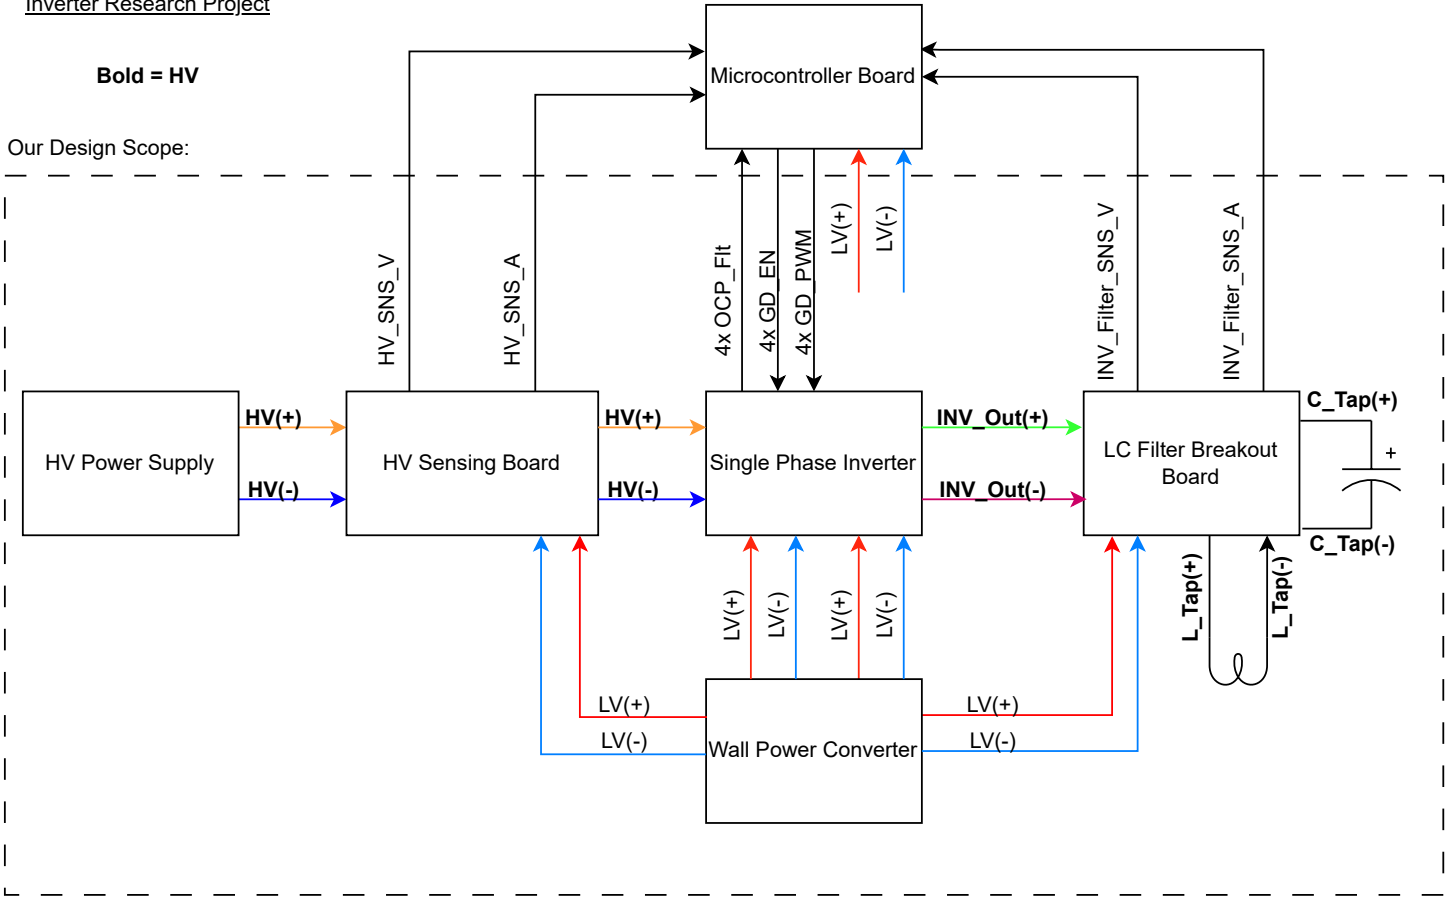 Inverter Research Project
Bold = HV
Our Design Scope:
Microcontroller Board
HV_SNS_V
HV_SNS_A
4x OCP_Flt
4x GD_EN
4x GD_PWM
LV(+)
LV(-)
INV_Filter_SNS_V
INV_Filter_SNS_A
HV Power Supply
HV(+)
HV(-)
HV Sensing Board
HV(+)
HV(-)
Single Phase Inverter
INV_Out(+)
INV_Out(-)
LC Filter Breakout
Board
C_Tap(+)
+
C_Tap(-)
L_Tap(+)
L_Tap(-)
LV(+)
LV(-)
LV(+)
LV(-)
LV(+)
LV(-)
Wall Power Converter
LV(+)
LV(-)